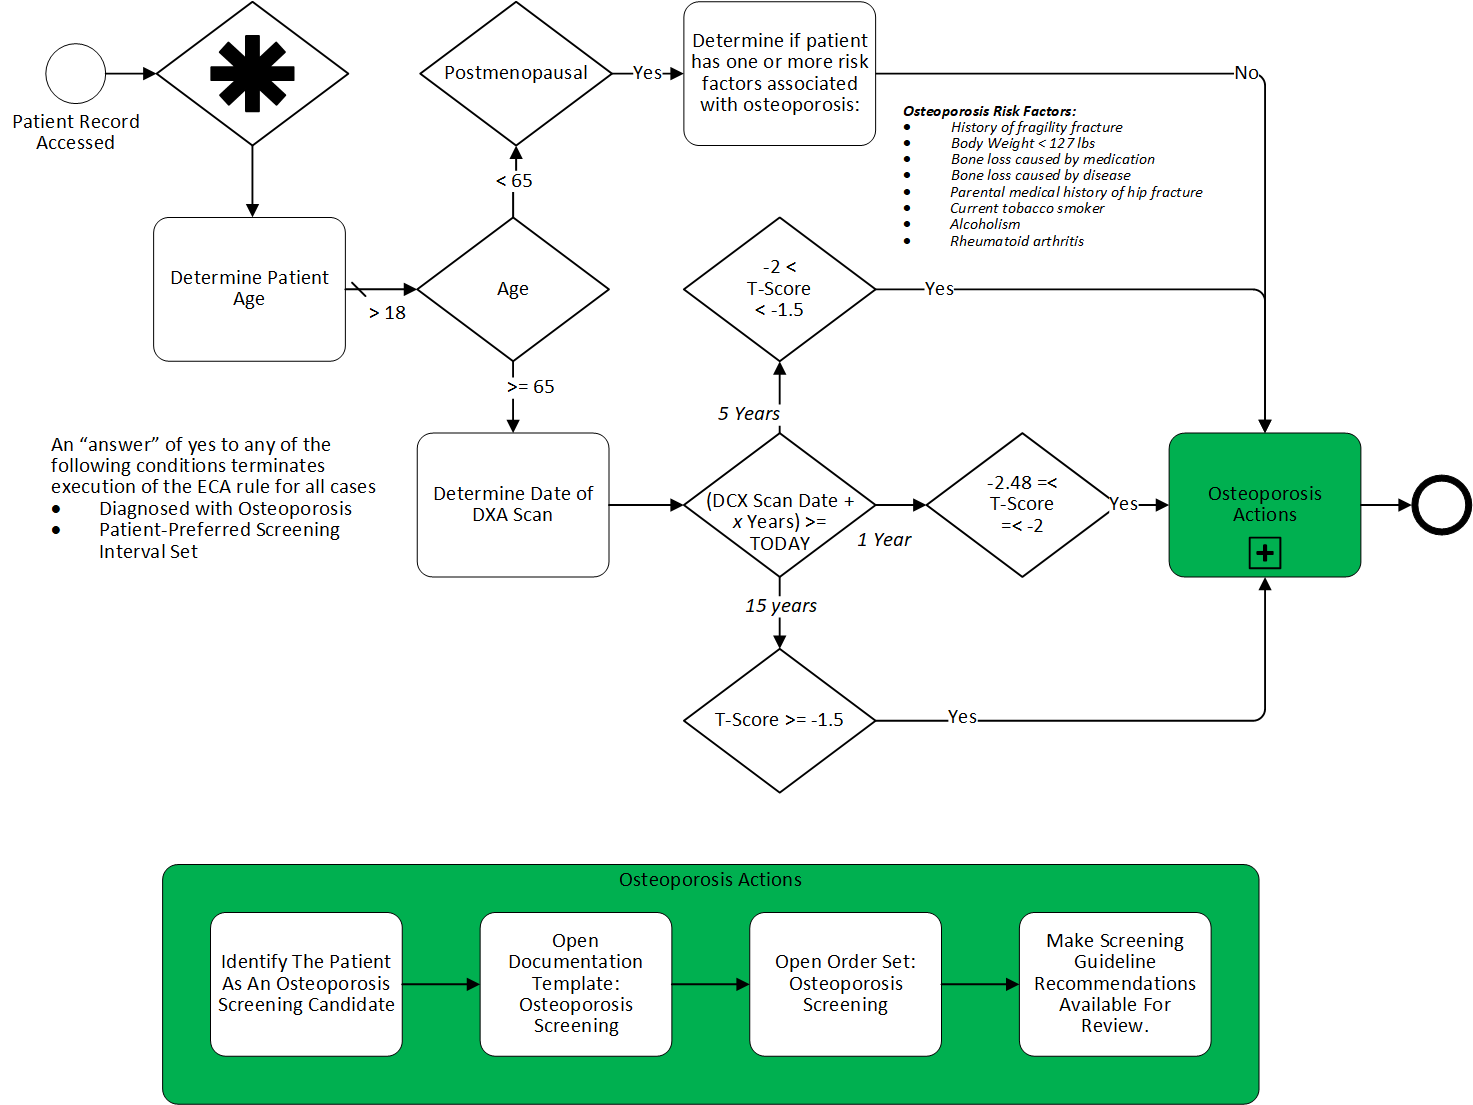 Patient Record
Accessed
Postmenopausal
Yes
Determine if patient
has one or more risk
factors associated
with osteoporosis:
No
Osteoporosis Risk Factors:
• History of fragility fracture
• Body Weight < 127 lbs
• Bone loss caused by medication
• Bone loss caused by disease
• Parental medical history of hip fracture
• Current tobacco smoker
• Alcoholism
• Rheumatoid arthritis
< 65
Determine Patient
Age
> 18
Age
-2 <
T-Score
< -1.5
Yes
>= 65
5 Years
An “answer” of yes to any of the
following conditions terminates
execution of the ECA rule for all cases
• Diagnosed with Osteoporosis
• Patient-Preferred Screening
Interval Set
Determine Date of
DXA Scan
(DCX Scan Date +
x Years) >=
TODAY
1 Year
-2.48 =<
T-Score
=< -2
Yes
Osteoporosis
Actions
15 years
T-Score >= -1.5
Yes
Osteoporosis Actions
Identify The Patient
As An Osteoporosis
Screening Candidate
Open
Documentation
Template:
Osteoporosis
Screening
Open Order Set:
Osteoporosis
Screening
Make Screening
Guideline
Recommendations
Available For
Review.